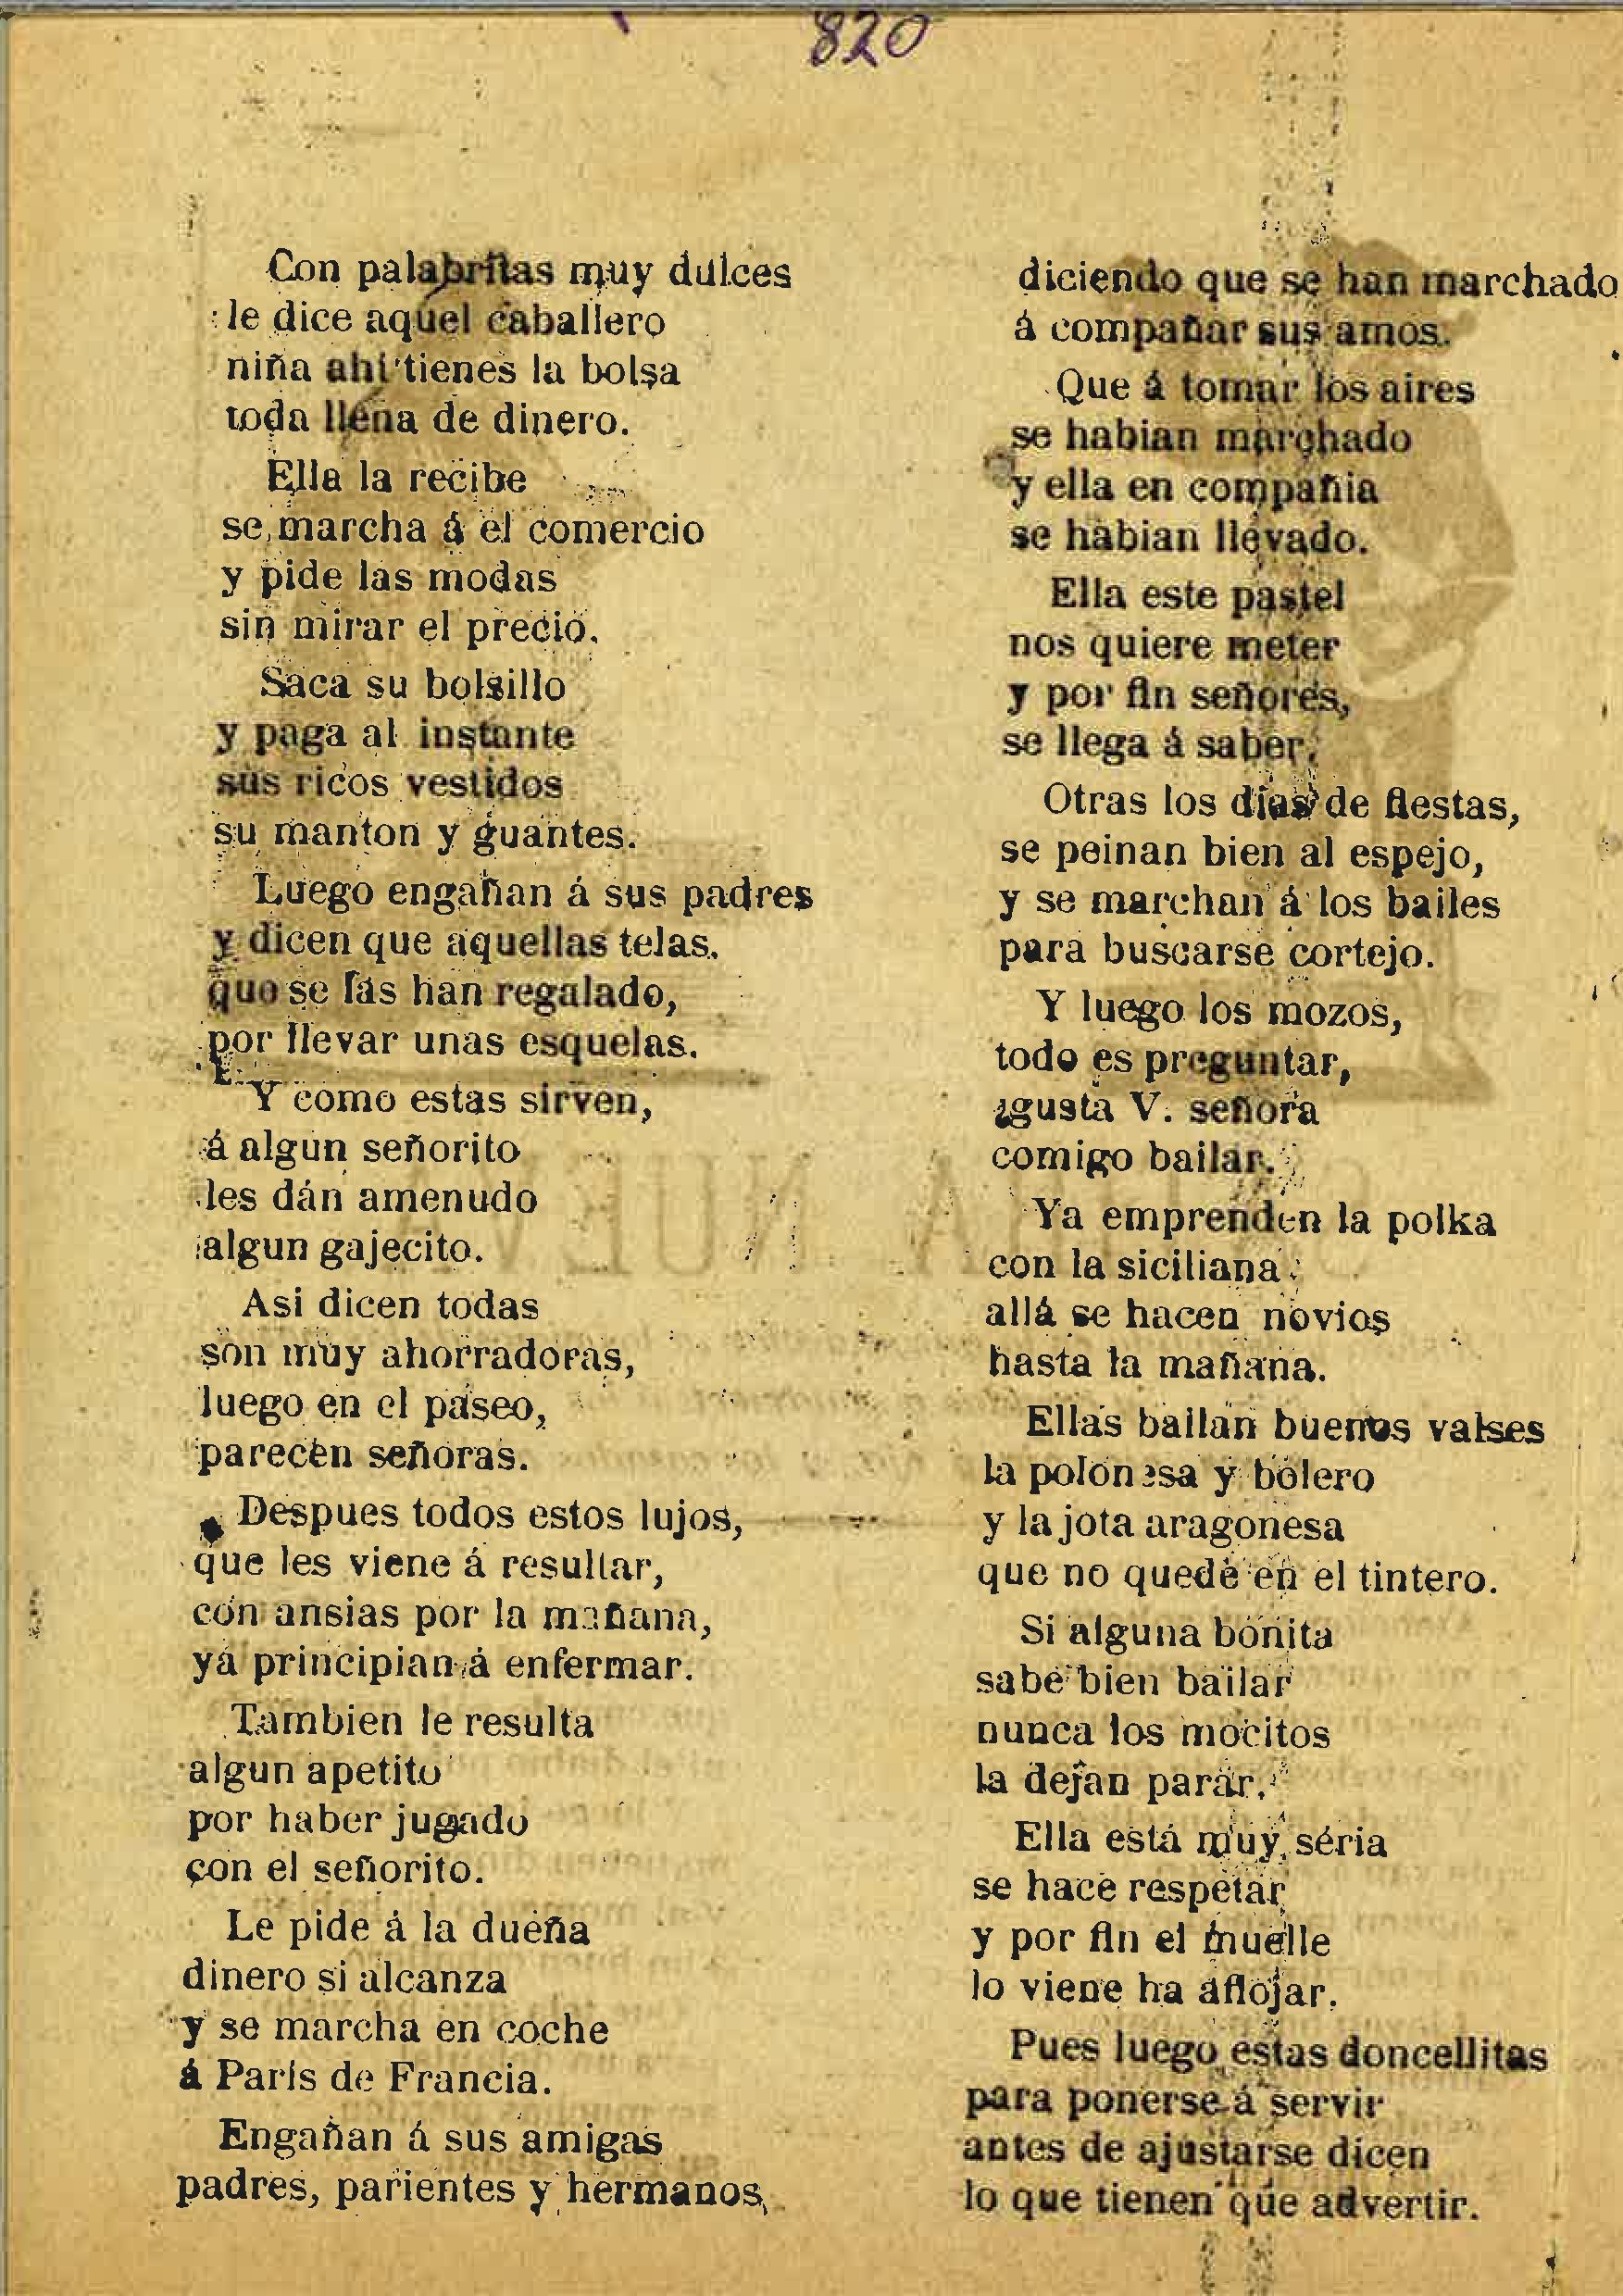 820
Con palabritas muy dulces
le dice aquel caballero
niña ahí tienes la bolsa
toda llena de dinero.
Ella la recibe
se marcha á el comercio
y pide las modas
sin mirar el precio.
Saca su bolsillo
y paga al instante
sus ricos vestidos
su manton y guantes.
Luego engañan á sus padres
y dicen que aquellas telas.
que se las han regalado,
por llevar unas esquelas.
Y como estas sirven,
á algun señorito
les dán amenudo
algun gajecito.
Asi dicen todas
son muy ahorradoras,
luego en el paseo,
parecen señoras.
Despues todos estos lujos,
que les viene á resultar,
con ansias por la mañana,
ya principian á enfermar.
Tambien le resulta
algun apetito
por haber jugado
con el señorito.
Le pide á la dueña
dinero si alcanza
y se marcha en coche
á París de Francia.
Engañan á sus amigas
padres, parientes y hermanos,
diciendo que se han marchado
á compañar sus amos.
Que á tomar los aires
se habian marchado
y ella en compañia
se habian llevado.
Ella este pastel
nos quiere meter
y por fin señores,
se llega á saber.
Otras los dias de fiestas,
se peinan bien al espejo,
y se marchan á los bailes
para buscarse cortejo.
Y luego los mozos,
todo es preguntar,
¿gusta V. señora
comigo bailar.
Ya emprenden la polka
con la siciliana
allá se hacen novios
hasta la mañana.
Ellas bailan buenos valses
la polonesa y bolero
y la jota aragonesa
que no quede en el tintero.
Si alguna bonita
sabe bien bailar
nunca los mocitos
la dejan parar.
Ella está muy séria
se hace respetar
y por fin el muelle
lo viene ha aflojar.
Pues luego estas doncellitas
para ponerse á servir
antes de ajustarse dicen
lo que tienen que advertir.